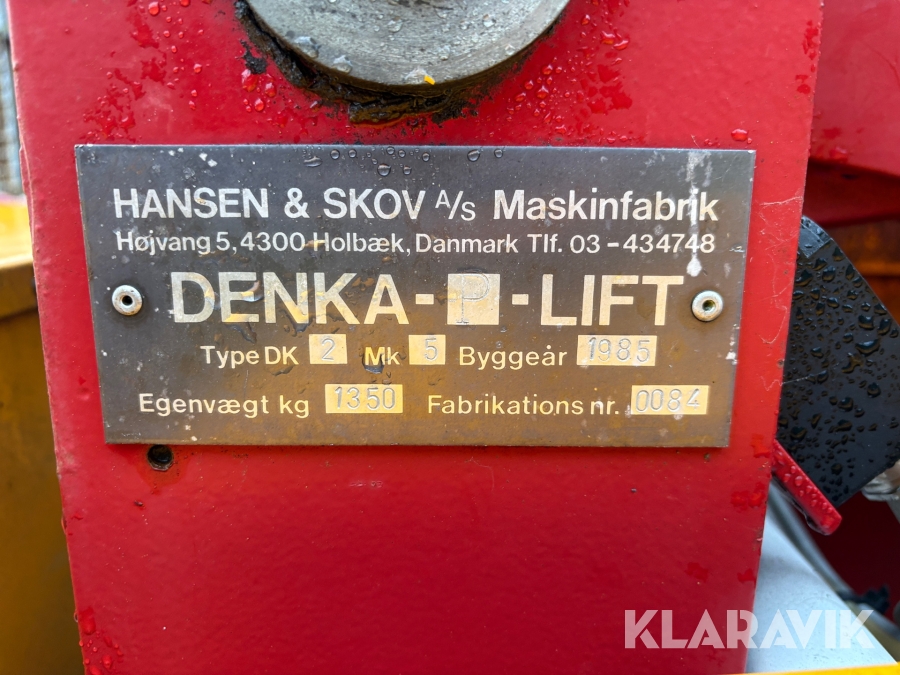 HANSEN & SKOV A/S Maskinfabrik
Højvang 5, 4300 Holbæk, Danmark Tlf. 03-434748
DENKA-P-LIFT
Type DK 2 Mk 5 Byggeår 1985
Egenvægt kg 1350 Fabrikations nr. 0084
KLARAVIK